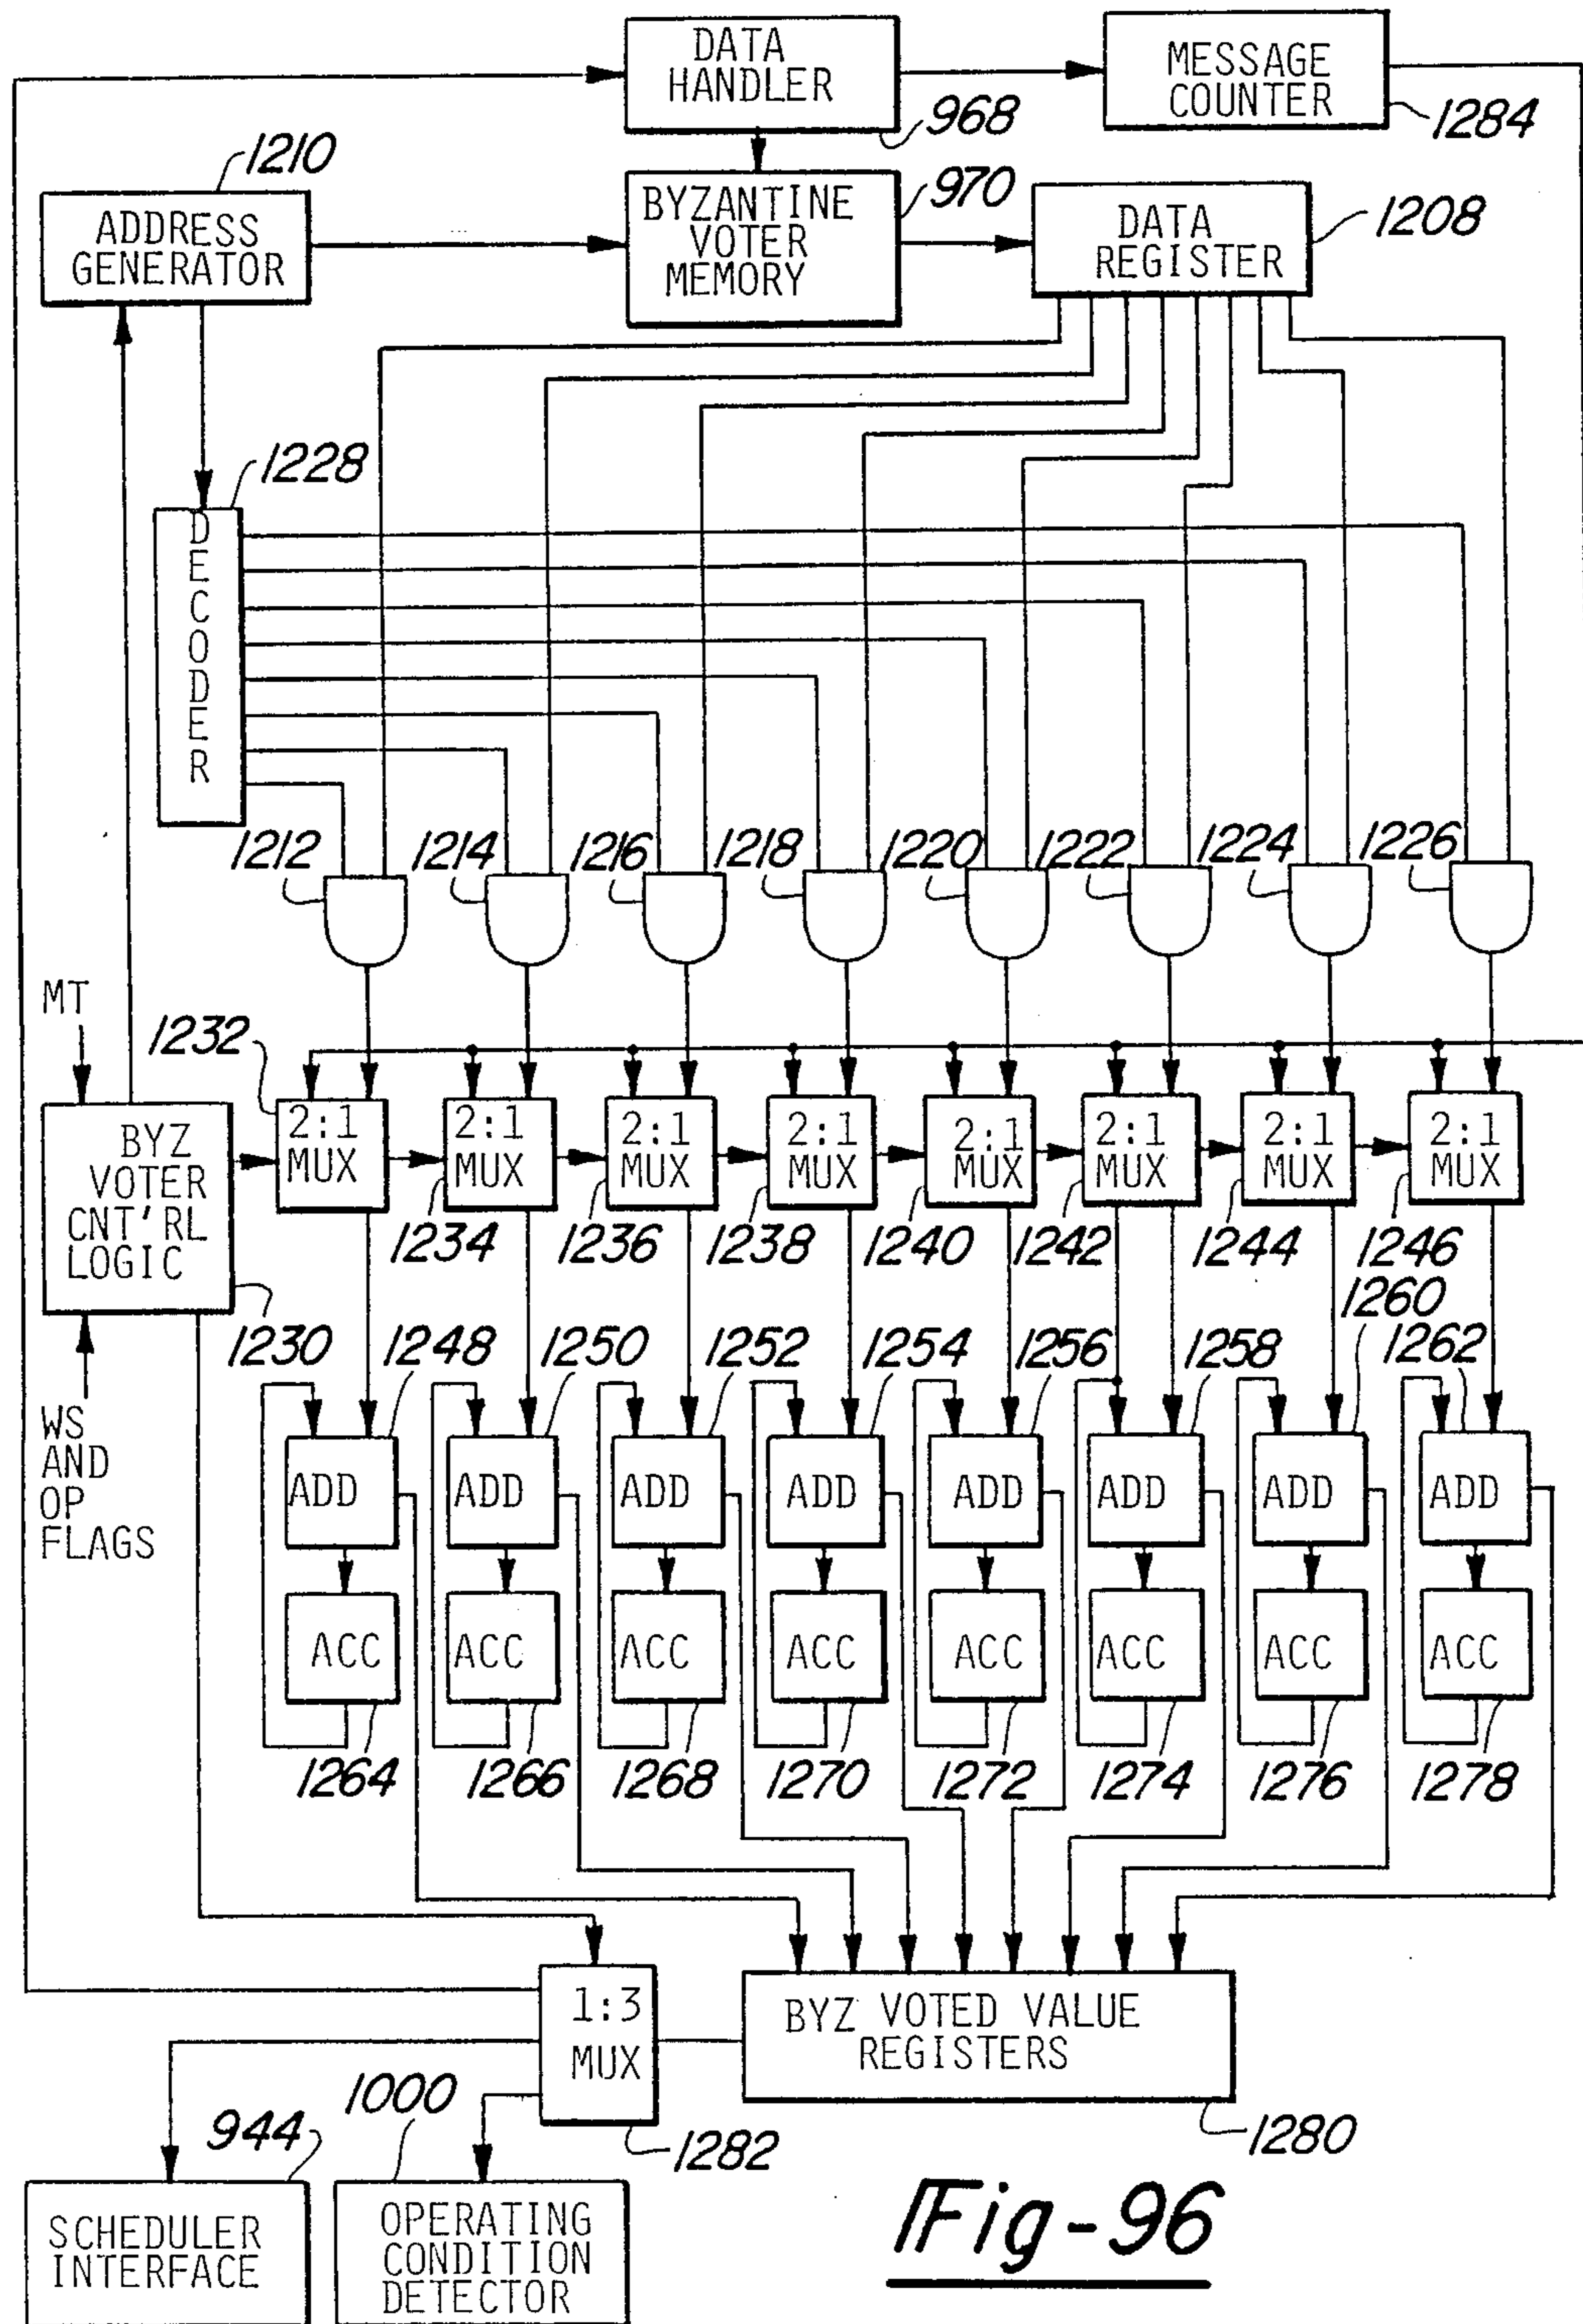 DATA
HANDLER
968
MESSAGE
COUNTER
1284
1210
ADDRESS
GENERATOR
BYZANTINE
VOTER
MEMORY
970
DATA
REGISTER
1208
1228
DECODER
1212
1214
1216
1218
1220
1222
1224
1226
MT
1232
BYZ
VOTER
CNT'RL
LOGIC
2:1
MUX
2:1
MUX
2:1
MUX
2:1
MUX
2:1
MUX
2:1
MUX
2:1
MUX
2:1
MUX
1234
1236
1238
1240
1242
1244
1246
1230
1248
1250
1252
1254
1256
1258
1260
1262
WS
AND
OP
FLAGS
ADD
ADD
ADD
ADD
ADD
ADD
ADD
ADD
ACC
ACC
ACC
ACC
ACC
ACC
ACC
ACC
1264
1266
1268
1270
1272
1274
1276
1278
1:3
MUX
BYZ VOTED VALUE
REGISTERS
1000
944
1282
1280
SCHEDULER
INTERFACE
OPERATING
CONDITION
DETECTOR
Fig-96